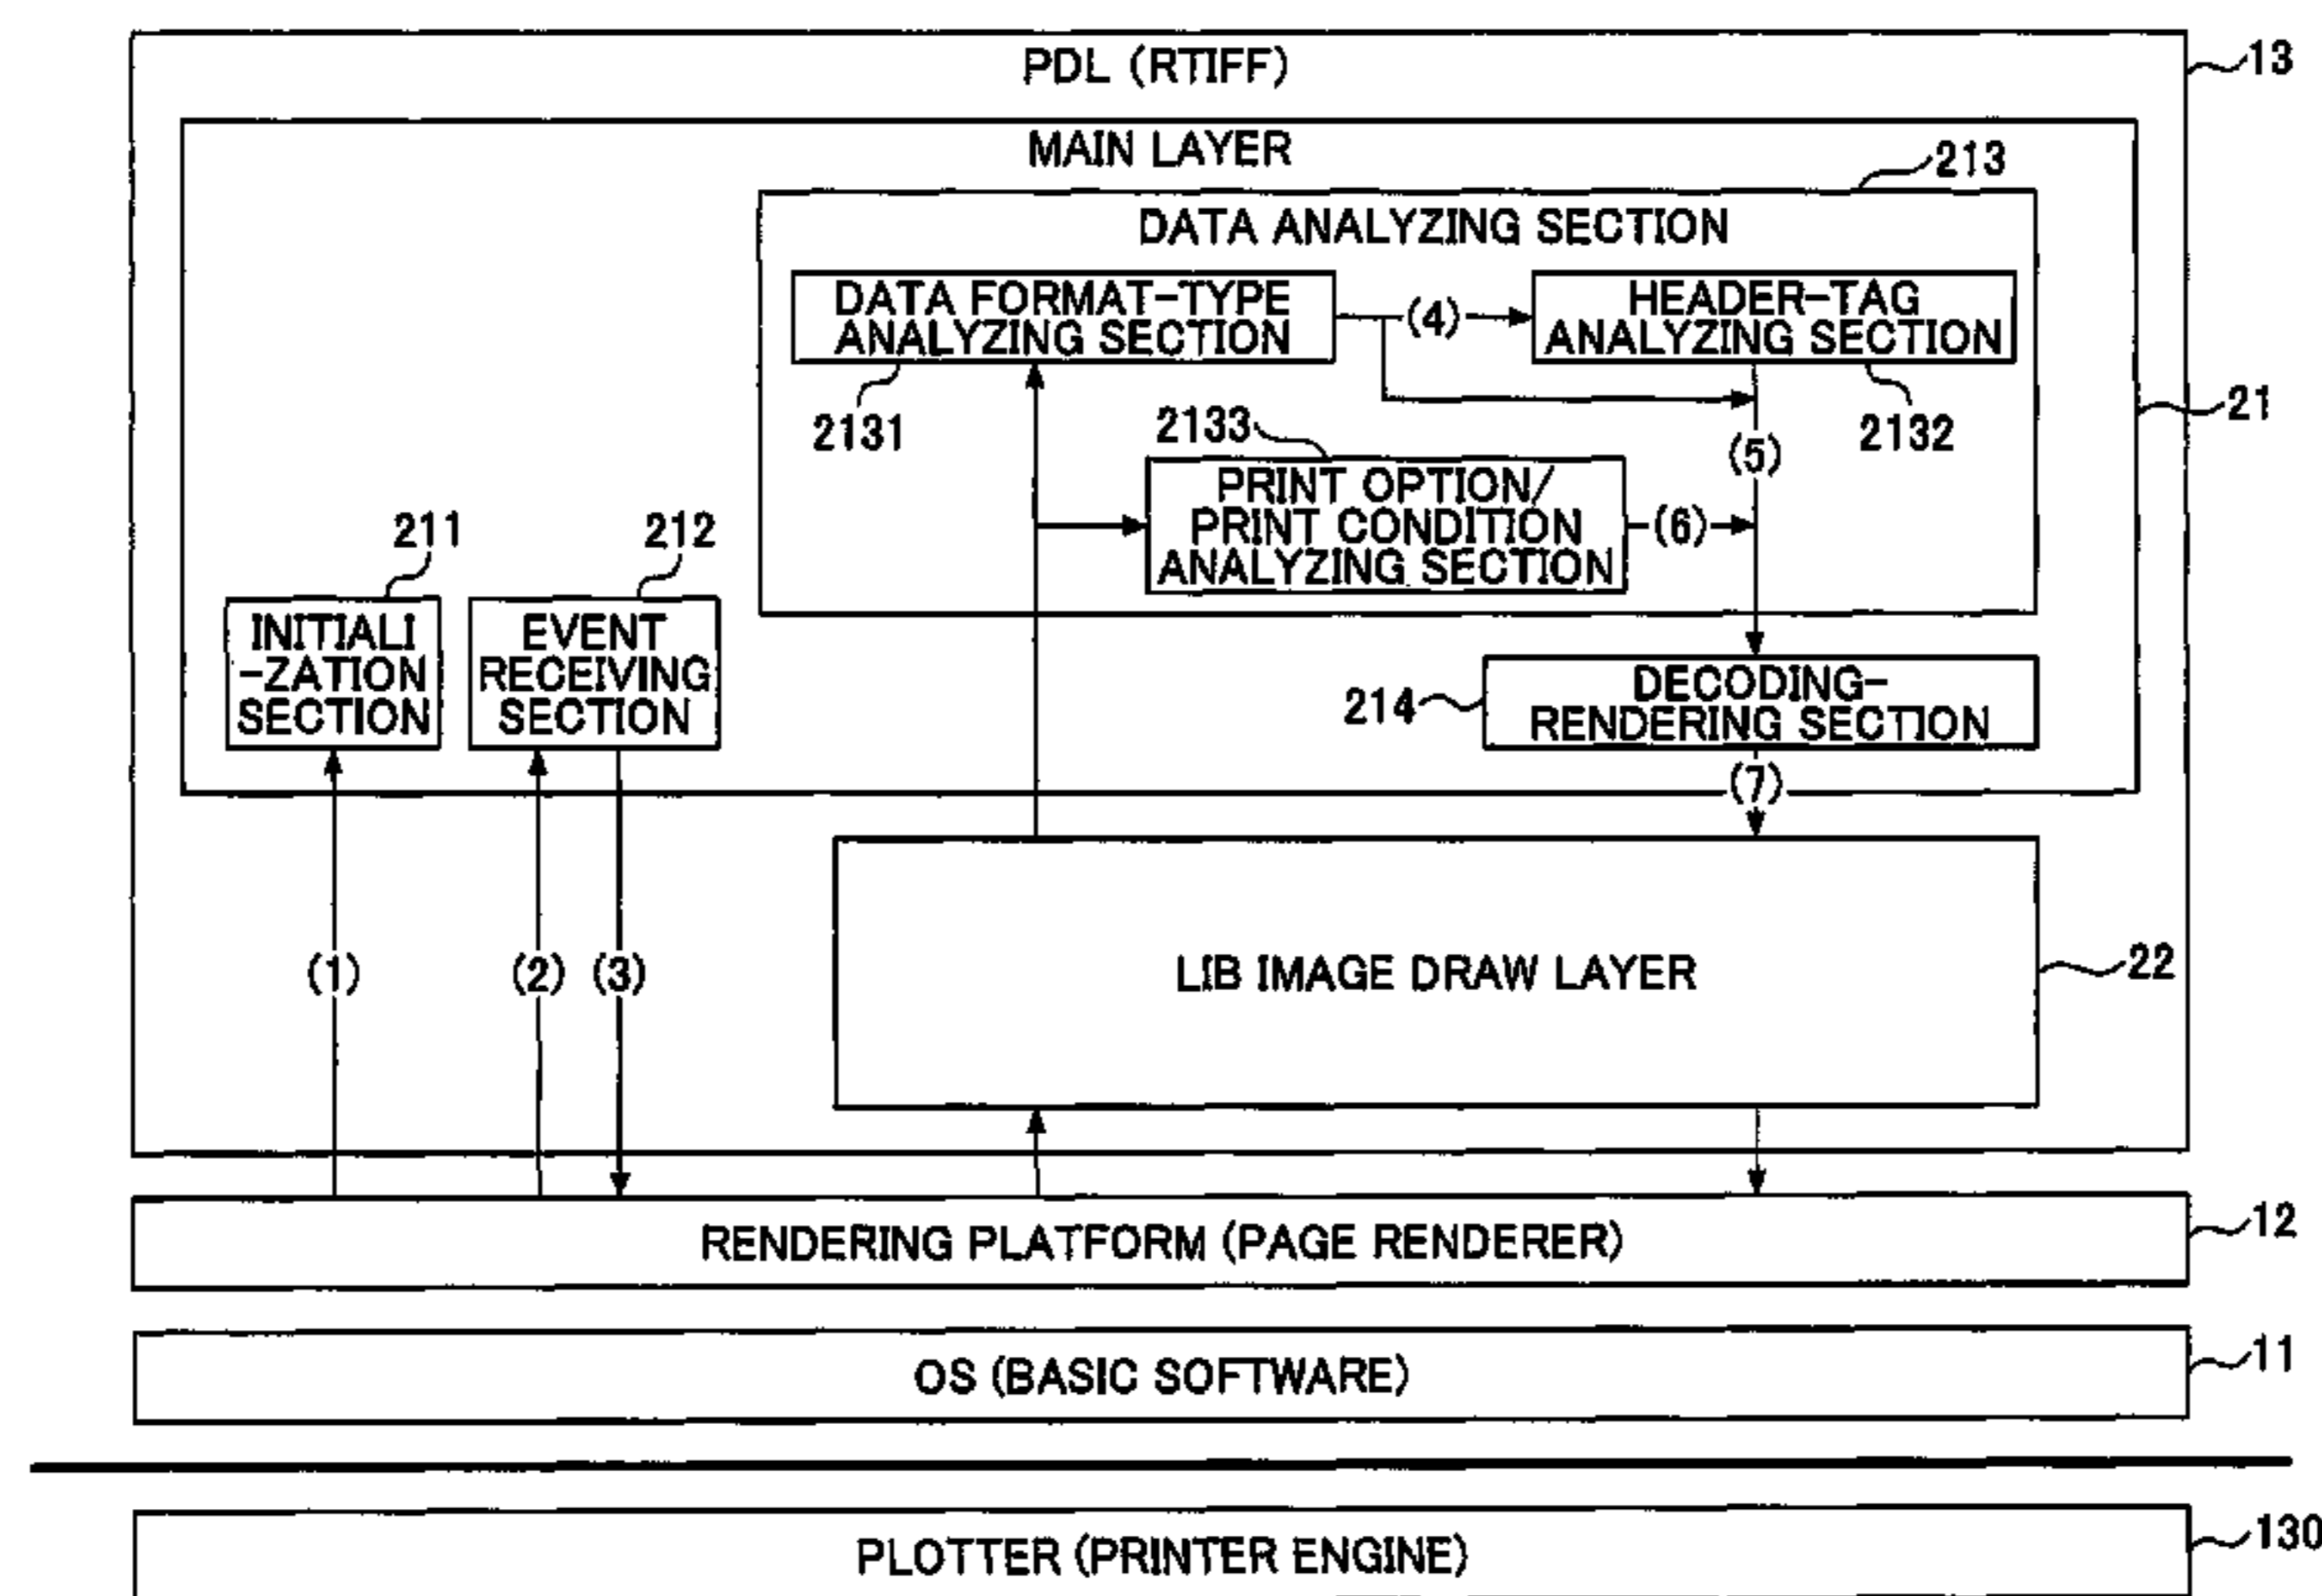 PDL (RTIFF)
13
MAIN LAYER
213
DATA ANALYZING SECTION
DATA FORMAT-TYPE
ANALYZING SECTION
(4)
HEADER-TAG
ANALYZING SECTION
21
2131
2133
2132
(5)
PRINT OPTION/
PRINT CONDITION
ANALYZING SECTION
(6)
211
212
INITIALI
-ZATION
SECTION
EVENT
RECEIVING
SECTION
214
DECODING-
RENDERING SECTION
(7)
(1)
(2)
(3)
LIB IMAGE DRAW LAYER
22
RENDERING PLATFORM (PAGE RENDERER)
12
OS (BASIC SOFTWARE)
11
PLOTTER (PRINTER ENGINE)
130